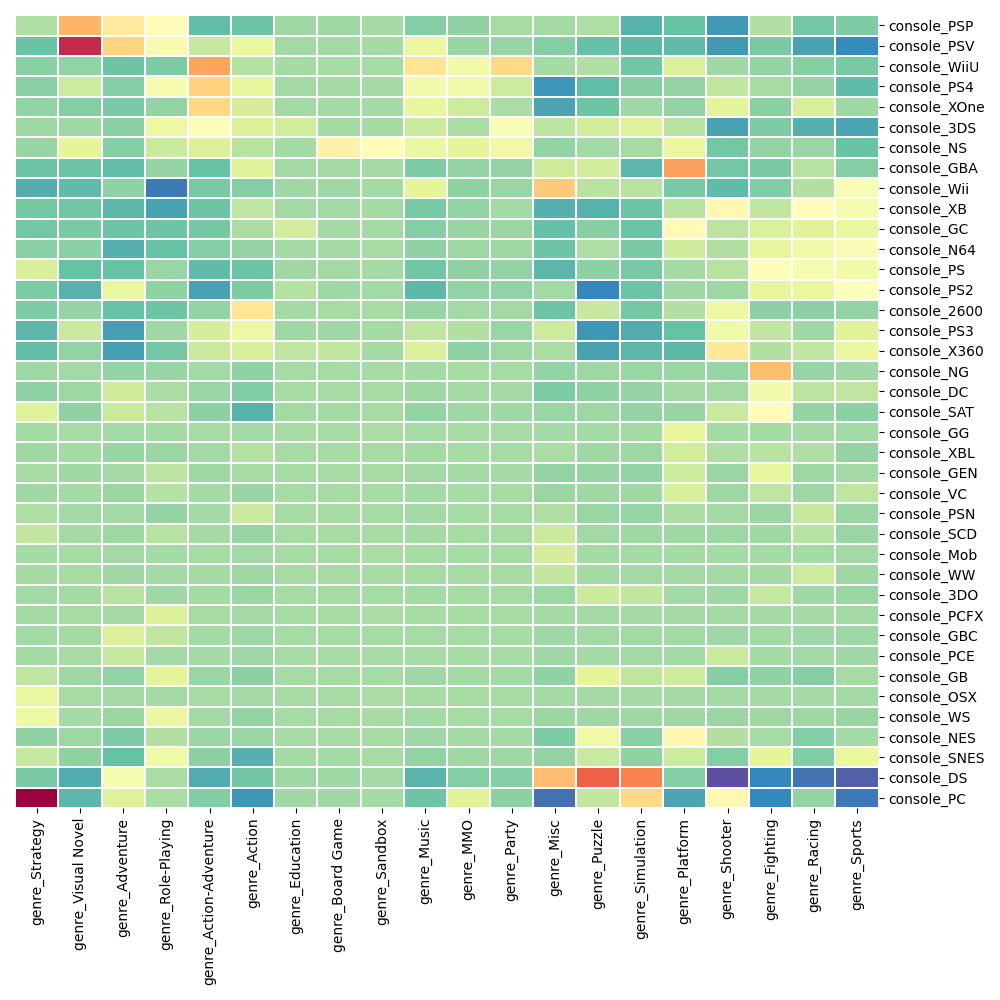 console_PSP
console_PSV
console_WiiU
console_PS4
console_XOne
console_3DS
console_NS
console_GBA
console_Wii
console_XB
console_GC
console_N64
console_PS
console_PS2
console_2600
console_PS3
console_X360
console_NG
console_DC
console_SAT
console_GG
console_XBL
console_GEN
console_VC
console_PSN
console_SCD
console_Mob
console_WW
console_3DO
console_PCFX
console_GBC
console_PCE
console_GB
console_OSX
console_WS
console_NES
console_SNES
console_DS
console_PC
genre_Strategy
genre_Visual Novel
genre_Adventure
genre_Role-Playing
genre_Action-Adventure
genre_Action
genre_Education
genre_Board Game
genre_Sandbox
genre_Music
genre_MMO
genre_Party
genre_Misc
genre_Puzzle
genre_Simulation
genre_Platform
genre_Shooter
genre_Fighting
genre_Racing
genre_Sports